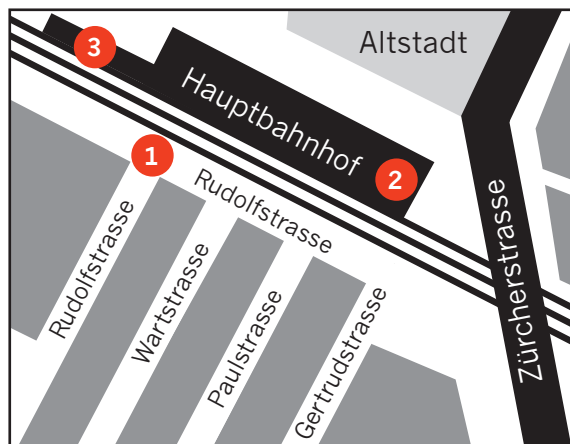 Altstadt
3
Hauptbahnhof
1
2
Rudolfstrasse
Rudolfstrasse
Wartstrasse
Paulstrasse
Gertrudstrasse
Zürcherstrasse